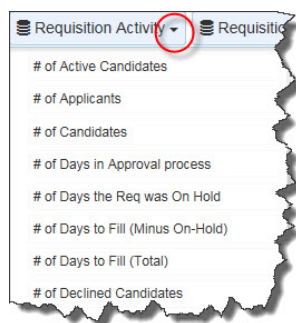 Requisition Activity Requisitio
# of Active Candidates
# of Applicants
# of Candidates
# of Days in Approval process
# of Days the Req was On Hold
# of Days to Fill (Minus On-Hold)
# of Days to Fill (Total)
# of Declined Candidates